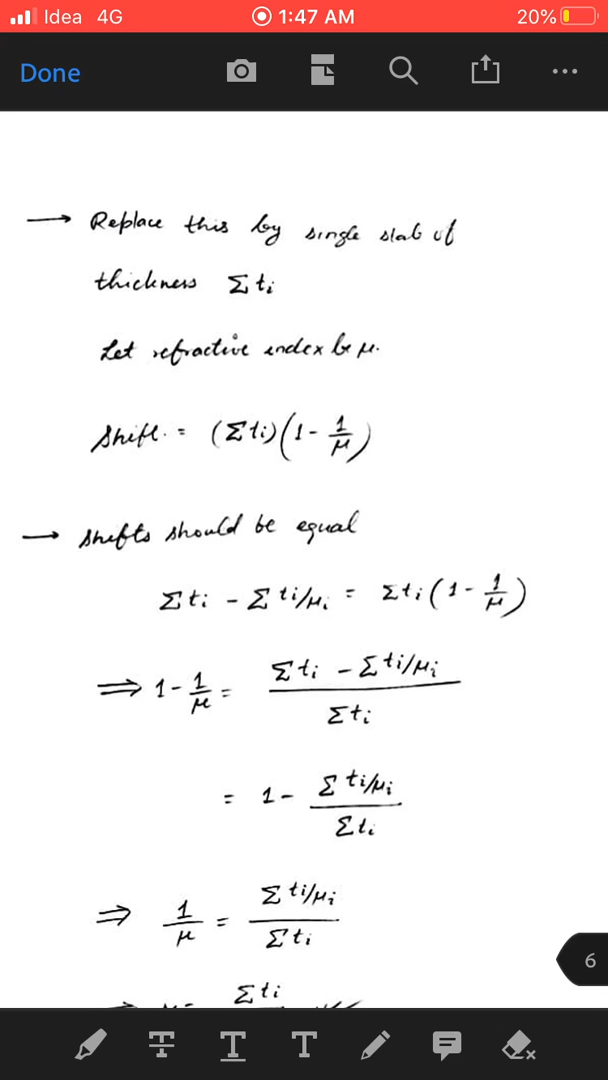 Idea 4G 1:47 AM 20%
Done
→ Replace this by single slab of
thickness Σti
Let refractive index be μ.
Shift = (Σti)(1 - 1/μ)
→ Shifts should be equal
Σti - Σti/μi = Σti(1 - 1/μ)
⇒ 1 - 1/μ = (Σti - Σti/μi)/Σti
= 1 - (Σti/μi)/Σti
⇒ 1/μ = (Σti/μi)/Σti
6
Σti
T T T